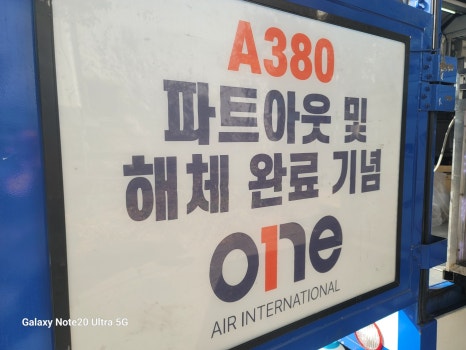 A380
파트아웃 및
해체 완료 기념
one
AIR INTERNATIONAL
Galaxy Note20 Ultra 5G